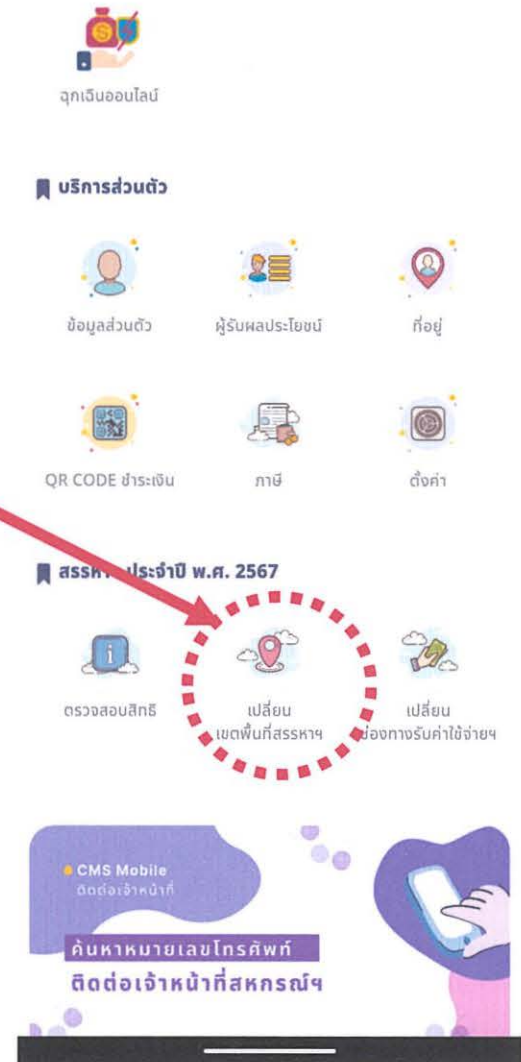 ฉุกเฉินออนไลน์
บริการส่วนตัว
ข้อมูลส่วนตัว
ผู้รับผลประโยชน์
ที่อยู่
QR CODE ชำระเงิน
ภาษี
ตั้งค่า
ประจำปี พ.ศ. 2567
ตรวจสอบสิทธิ
เปลี่ยน
เขตพื้นที่สรรหาฯ
เปลี่ยน
ช่องทางรับค่าใช้จ่ายฯ
CMS Mobile
ติดต่อเจ้าหน้าที่
ค้นหาหมายเลขโทรศัพท์
ติดต่อเจ้าหน้าที่สหกรณ์ฯ